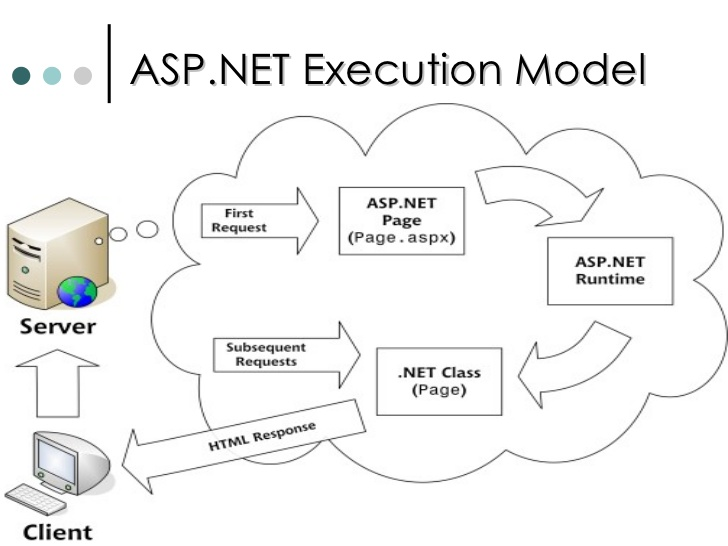 ASP.NET Execution Model
First
Request
ASP.NET
Page
(Page.aspx)
ASP.NET
Runtime
Server
Subsequent
Requests
.NET Class
(Page)
HTML Response
Client